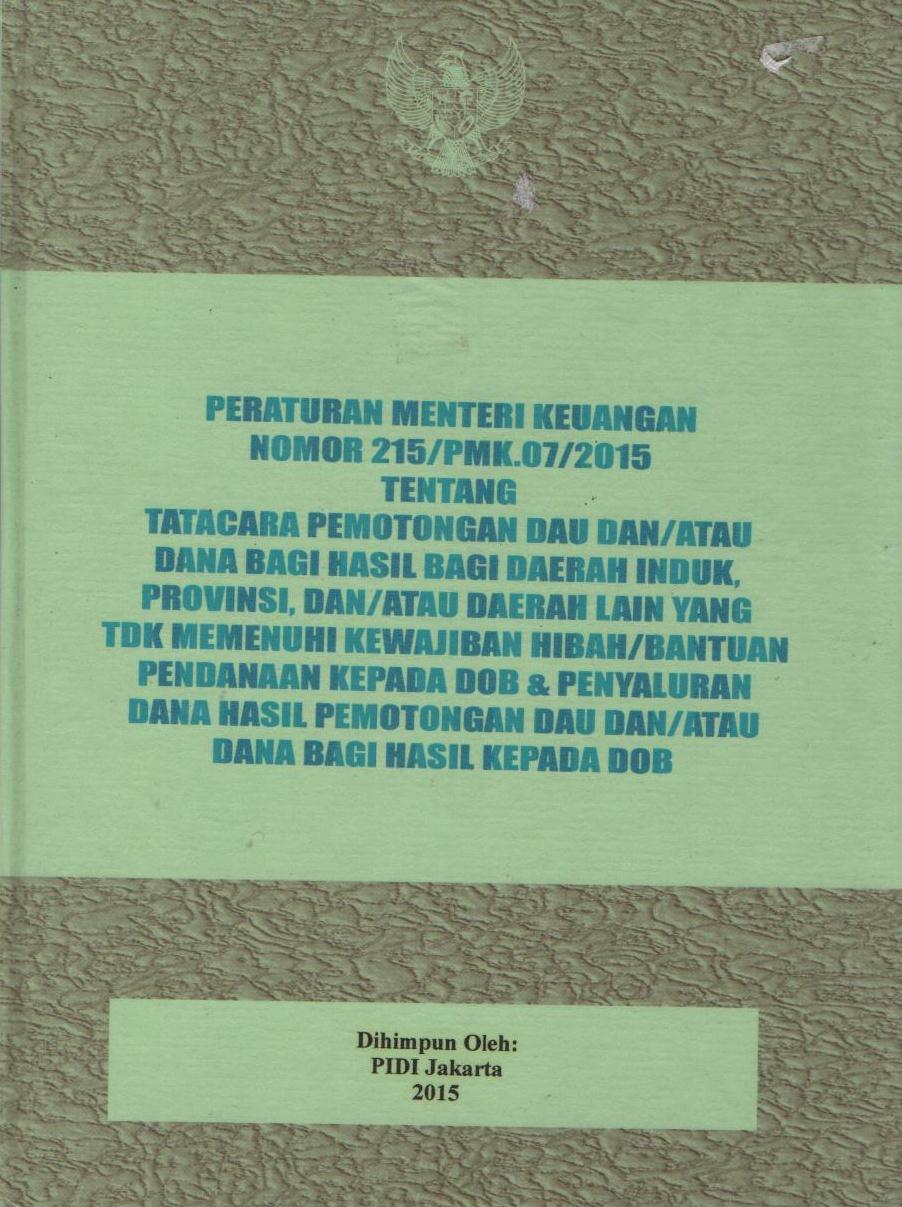 PERATURAN MENTERI KEUANGAN
NOMOR 215/PMK.07/2015
TENTANG
TATACARA PEMOTONGAN DAU DAN/ATAU
DANA BAGI HASIL BAGI DAERAH INDUK,
PROVINSI, DAN/ATAU DAERAH LAIN YANG
TDK MEMENUHI KEWAJIBAN HIBAH/BANTUAN
PENDANAAN KEPADA DOB & PENYALURAN
DANA HASIL PEMOTONGAN DAU DAN/ATAU
DANA BAGI HASIL KEPADA DOB
Dihimpun Oleh:
PIDI Jakarta
2015